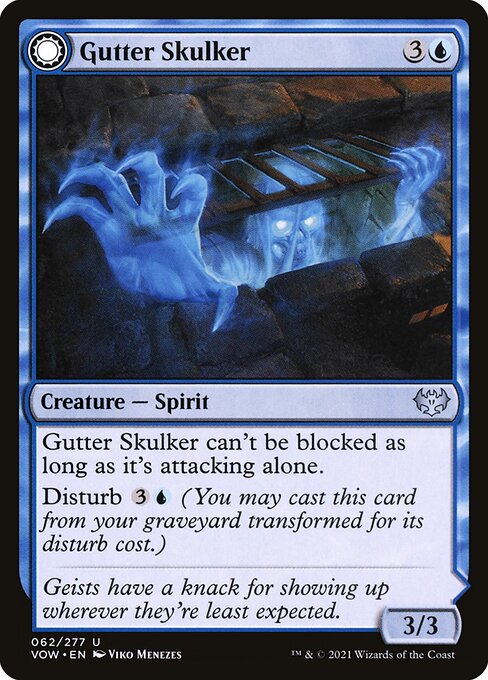 Gutter Skulker 3
Creature — Spirit
Gutter Skulker can't be blocked as
long as it's attacking alone.
Disturb 3 (You may cast this card
from your graveyard transformed for its
disturb cost.)
Geists have a knack for showing up
wherever they're least expected.
3/3
062/277 U
VOW • EN Viko Menezes
™ & © 2021 Wizards of the Coast